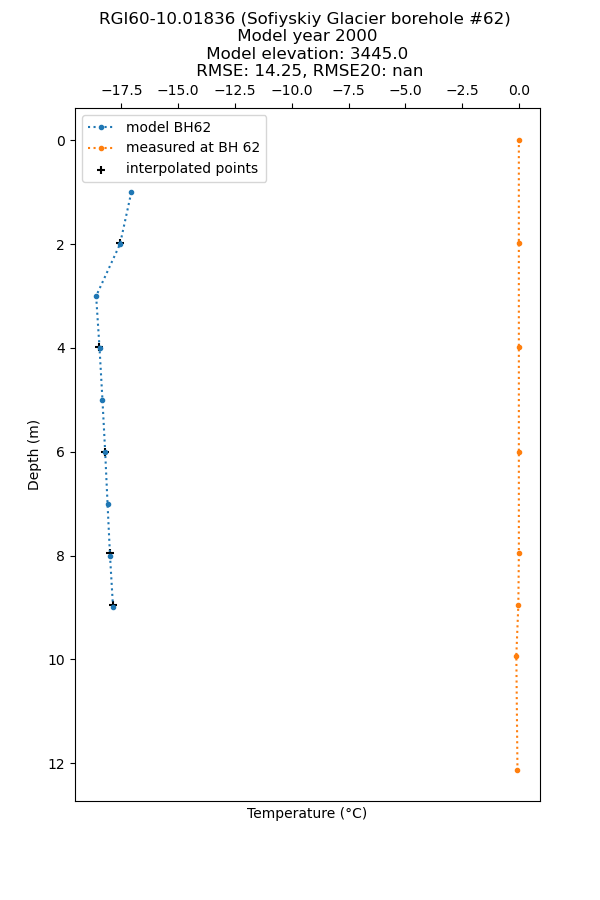 RGI60-10.01836 (Sofiyskiy Glacier borehole #62)
Model year 2000
Model elevation: 3445.0
RMSE: 14.25, RMSE20: nan
−17.5 −15.0 −12.5 −10.0 −7.5 −5.0 −2.5 0.0
model BH62
measured at BH 62
interpolated points
0
2
4
6
8
10
12
Depth (m)
Temperature (°C)